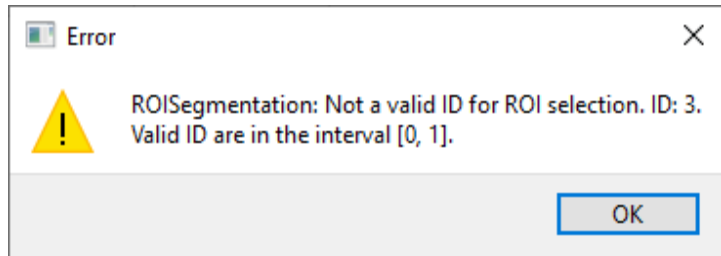 Error
ROISegmentation: Not a valid ID for ROI selection. ID: 3.
Valid ID are in the interval [0, 1].
OK